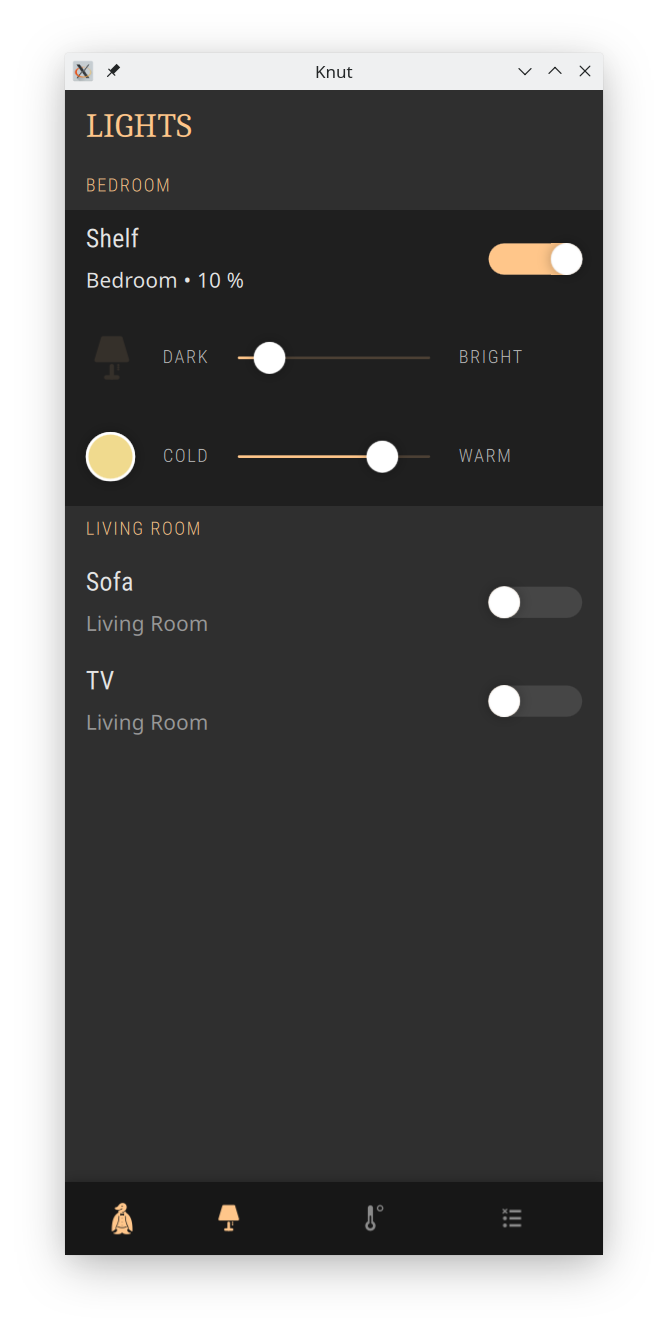 Knut
LIGHTS
BEDROOM
Shelf
Bedroom • 10 %
DARK BRIGHT
COLD WARM
LIVING ROOM
Sofa
Living Room
TV
Living Room